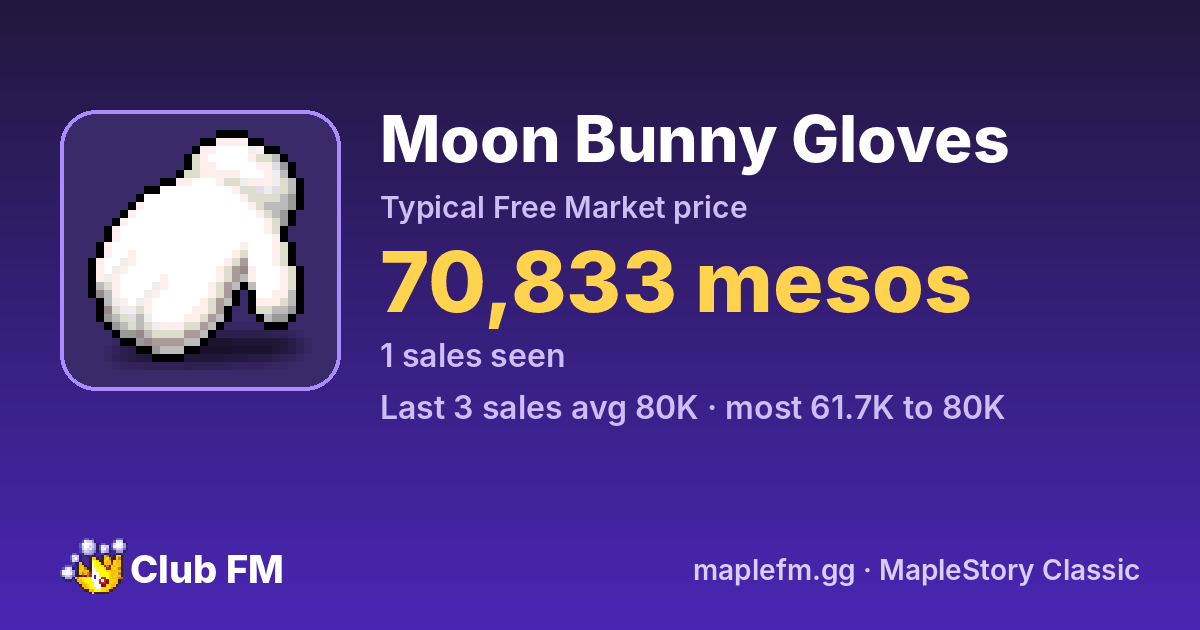 Moon Bunny Gloves
Typical Free Market price
70,833 mesos
1 sales seen
Last 3 sales avg 80K · most 61.7K to 80K
Club FM
maplefm.gg · MapleStory Classic